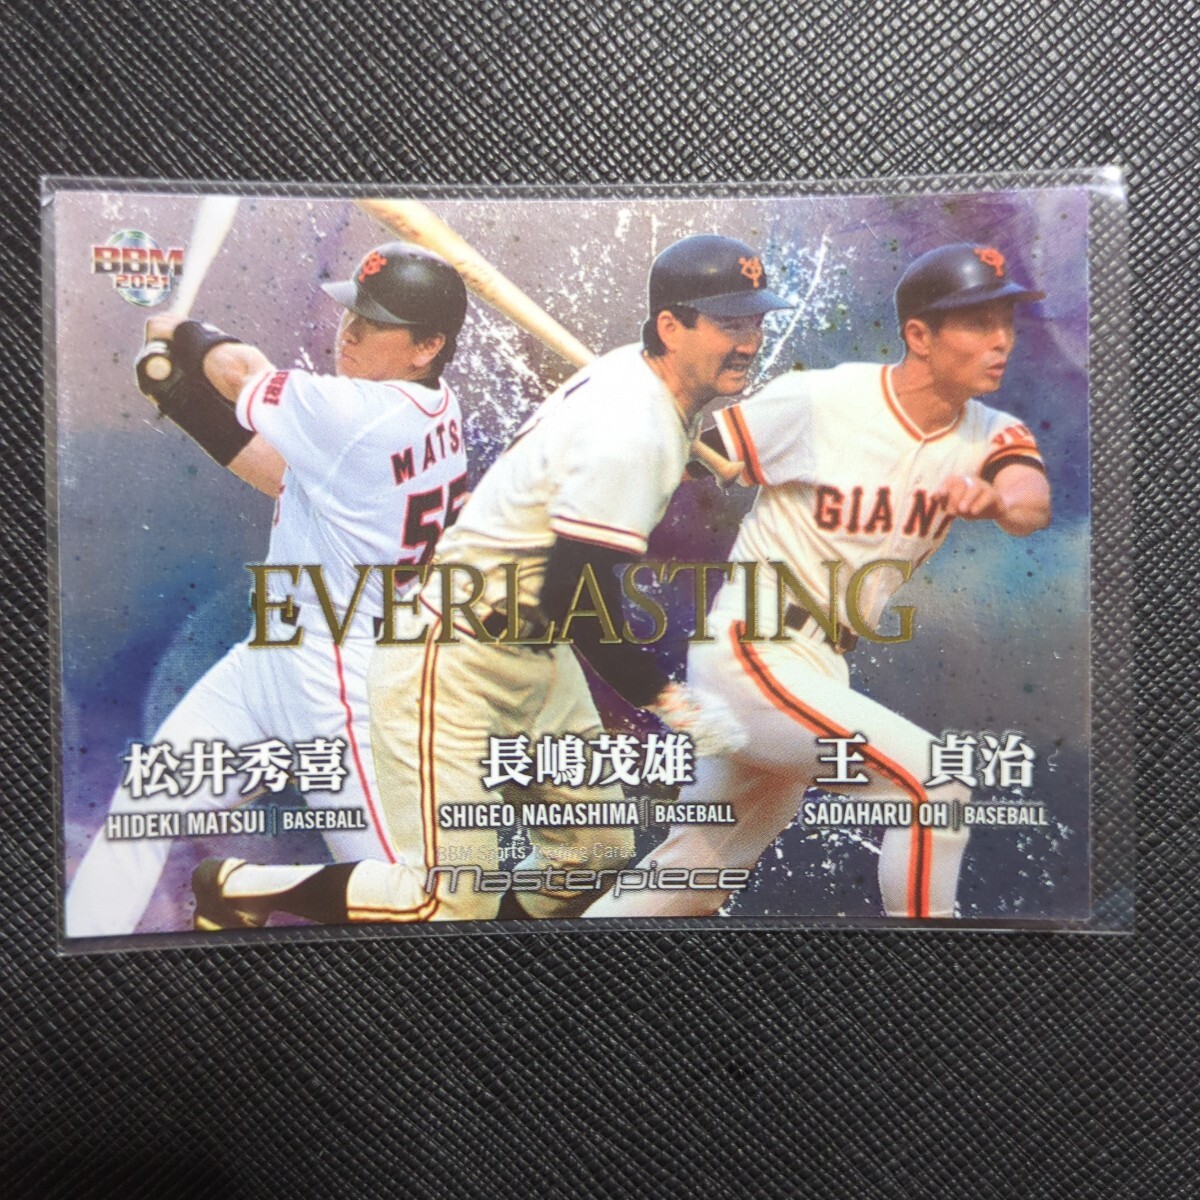 BBM
2021
MATS
55
GIANT
EVERLASTING
松井秀喜
HIDEKI MATSUI | BASEBALL
長嶋茂雄
SHIGEO NAGASHIMA | BASEBALL
王 貞治
SADAHARU OH | BASEBALL
BBM Sports Trading Cards
Masterpiece